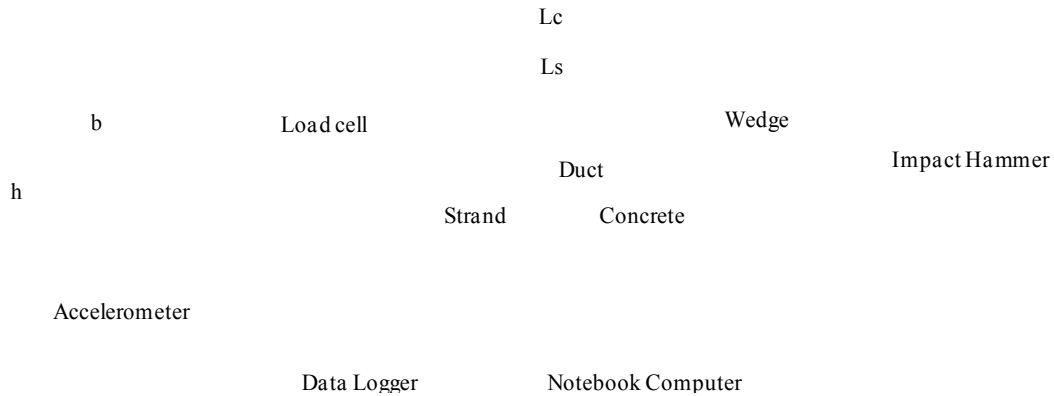 Lc
Ls
b
Load cell
Wedge
Duct
Impact Hammer
h
Strand
Concrete
Accelerometer
Data Logger
Notebook Computer